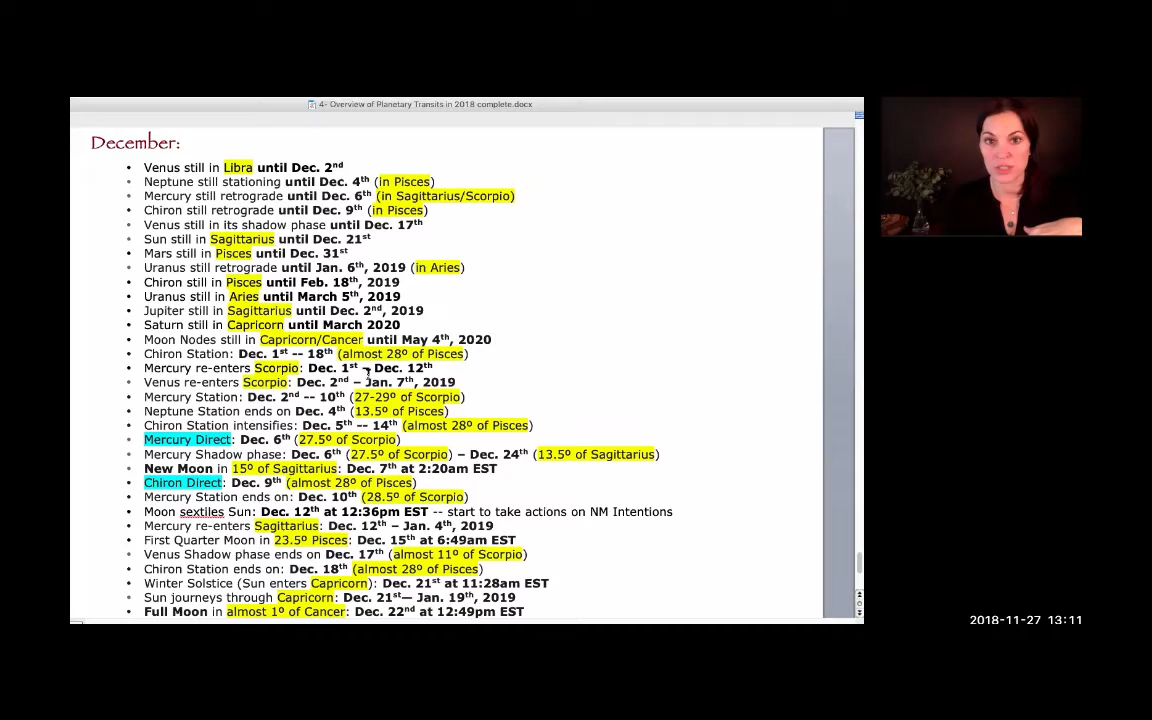 4- Overview of Planetary Transits in 2018 complete.docx
December:
• Venus still in Libra until Dec. 2nd
• Neptune still stationing until Dec. 4th (in Pisces)
• Mercury still retrograde until Dec. 6th (in Sagittarius/Scorpio)
• Chiron still retrograde until Dec. 9th (in Pisces)
• Venus still in its shadow phase until Dec. 17th
• Sun still in Sagittarius until Dec. 21st
• Mars still in Pisces until Dec. 31st
• Uranus still retrograde until Jan. 6th, 2019 (in Aries)
• Chiron still in Pisces until Feb. 18th, 2019
• Uranus still in Aries until March 5th, 2019
• Jupiter still in Sagittarius until Dec. 2nd, 2019
• Saturn still in Capricorn until March 2020
• Moon Nodes still in Capricorn/Cancer until May 4th, 2020
• Chiron Station: Dec. 1st -- 18th (almost 28º of Pisces)
• Mercury re-enters Scorpio: Dec. 1st – Dec. 12th
• Venus re-enters Scorpio: Dec. 2nd – Jan. 7th, 2019
• Mercury Station: Dec. 2nd -- 10th (27-29º of Scorpio)
• Neptune Station ends on Dec. 4th (13.5º of Pisces)
• Chiron Station intensifies: Dec. 5th -- 14th (almost 28º of Pisces)
• Mercury Direct: Dec. 6th (27.5º of Scorpio)
• Mercury Shadow phase: Dec. 6th (27.5º of Scorpio) – Dec. 24th (13.5º of Sagittarius)
• New Moon in 15º of Sagittarius: Dec. 7th at 2:20am EST
• Chiron Direct: Dec. 9th (almost 28º of Pisces)
• Mercury Station ends on: Dec. 10th (28.5º of Scorpio)
• Moon sextiles Sun: Dec. 12th at 12:36pm EST -- start to take actions on NM Intentions
• Mercury re-enters Sagittarius: Dec. 12th – Jan. 4th, 2019
• First Quarter Moon in 23.5º Pisces: Dec. 15th at 6:49am EST
• Venus Shadow phase ends on Dec. 17th (almost 11º of Scorpio)
• Chiron Station ends on: Dec. 18th (almost 28º of Pisces)
• Winter Solstice (Sun enters Capricorn): Dec. 21st at 11:28am EST
• Sun journeys through Capricorn: Dec. 21st— Jan. 19th, 2019
• Full Moon in almost 1º of Cancer: Dec. 22nd at 12:49pm EST
2018-11-27 13:11